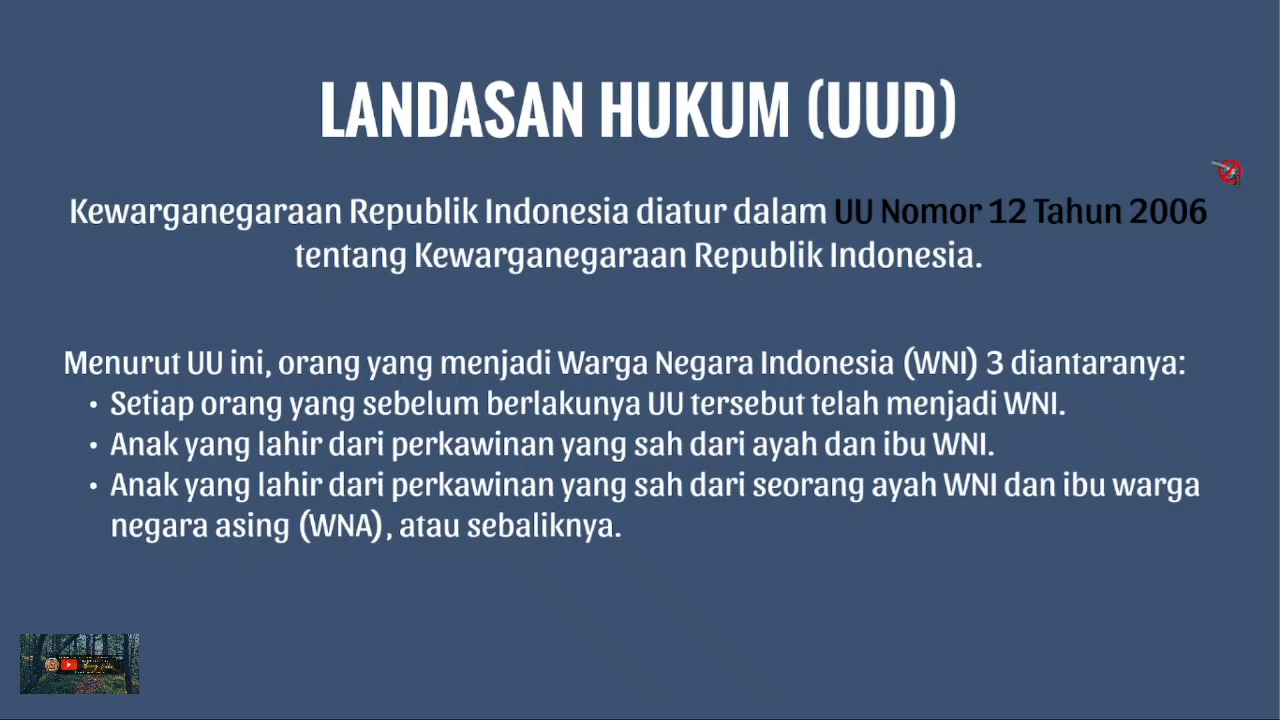 LANDASAN HUKUM (UUD)
Kewarganegaraan Republik Indonesia diatur dalam UU Nomor 12 Tahun 2006
tentang Kewarganegaraan Republik Indonesia.
Menurut UU ini, orang yang menjadi Warga Negara Indonesia (WNI) 3 diantaranya:
• Setiap orang yang sebelum berlakunya UU tersebut telah menjadi WNI.
• Anak yang lahir dari perkawinan yang sah dari ayah dan ibu WNI.
• Anak yang lahir dari perkawinan yang sah dari seorang ayah WNI dan ibu warga
negara asing (WNA), atau sebaliknya.